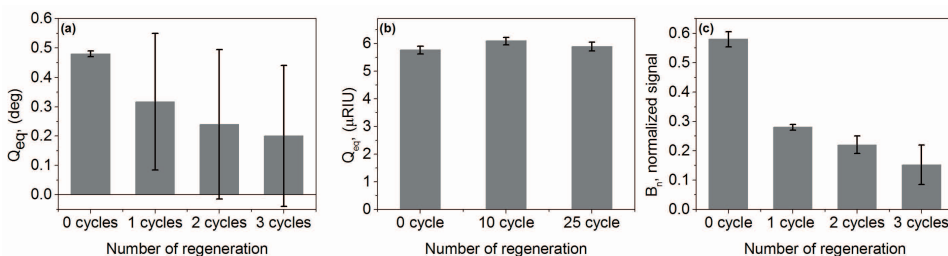 (a)
Qeq, (deg)
0.6
0.5
0.4
0.3
0.2
0.1
0.0
0 cycles 1 cycles 2 cycles 3 cycles
Number of regeneration
(b)
Qeq, (μRIU)
7
6
5
4
3
2
1
0
0 cycle 10 cycle 25 cycle
Number of regeneration
(c)
Bn, normalized signal
0.6
0.5
0.4
0.3
0.2
0.1
0.0
0 cycle 1 cycle 2 cycles 3 cycles
Number of regeneration